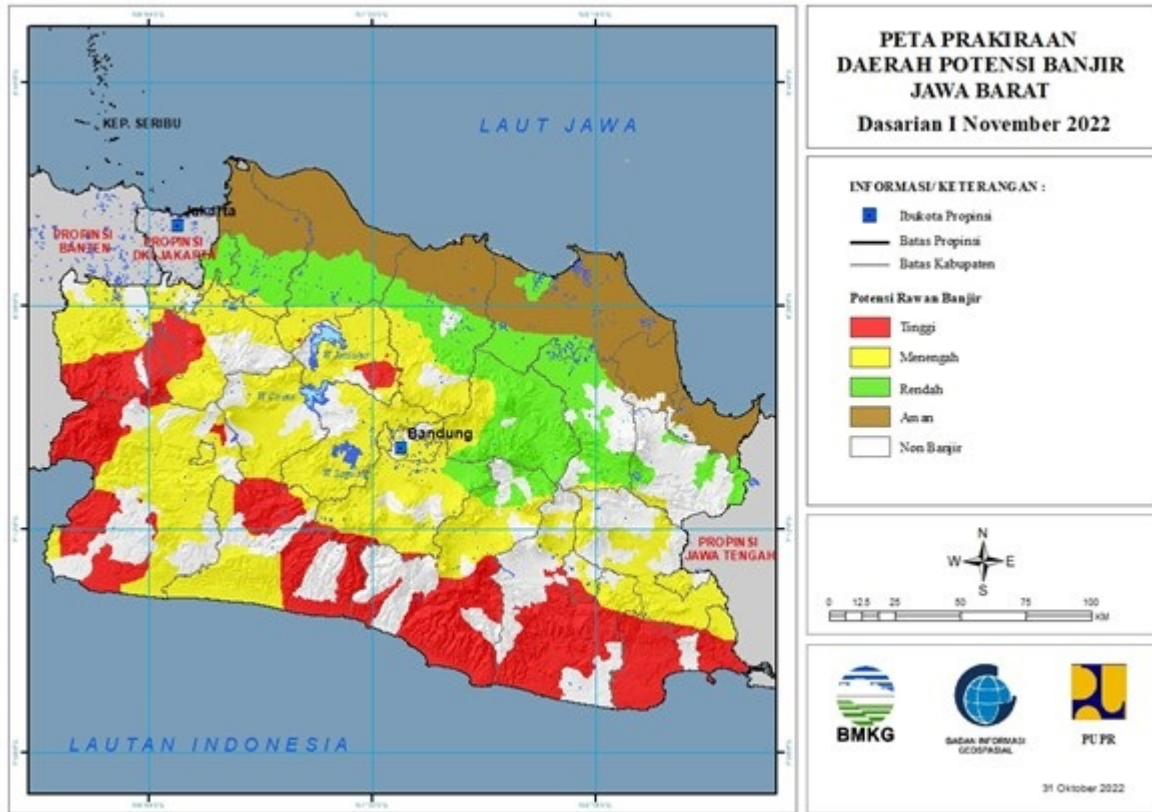 PETA PRAKIRAAN
DAERAH POTENSI BANJIR
JAWA BARAT
Dasarian I November 2022
KEP. SERIBU
LAUT JAWA
Jakarta
PROPINSI
BANTEN
PROPINSI
DKI JAKARTA
Bandung
PROPINSI
JAWA TENGAH
LAUTAN INDONESIA
INFORMASI/ KETERANGAN :
Ibukota Propinsi
Batas Propinsi
Batas Kabupaten
Potensi Rawan Banjir
Tinggi
Menengah
Rendah
Aman
Non Banjir
N
W E
S
0 12.5 25 50 75 100
KM
BMKG
BADAN INFORMASI
GEOSPASIAL
PUPR
31 Oktober 2022